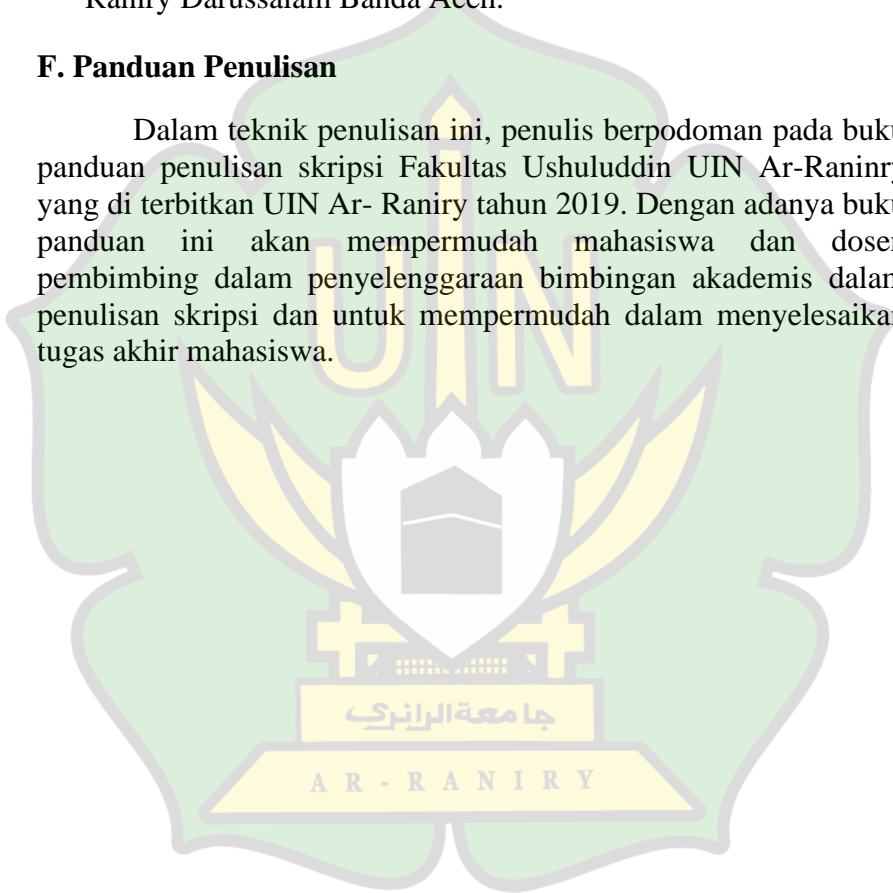 Raniry Darussalam Banda Aceh.
F. Panduan Penulisan
Dalam teknik penulisan ini, penulis berpodoman pada buku
panduan penulisan skripsi Fakultas Ushuluddin UIN Ar-Raninry
yang di terbitkan UIN Ar- Raniry tahun 2019. Dengan adanya buku
panduan ini akan mempermudah mahasiswa dan dosen
pembimbing dalam penyelenggaraan bimbingan akademis dalam
penulisan skripsi dan untuk mempermudah dalam menyelesaikan
tugas akhir mahasiswa.
UIN
جامعة الرانري
AR-RANIRY